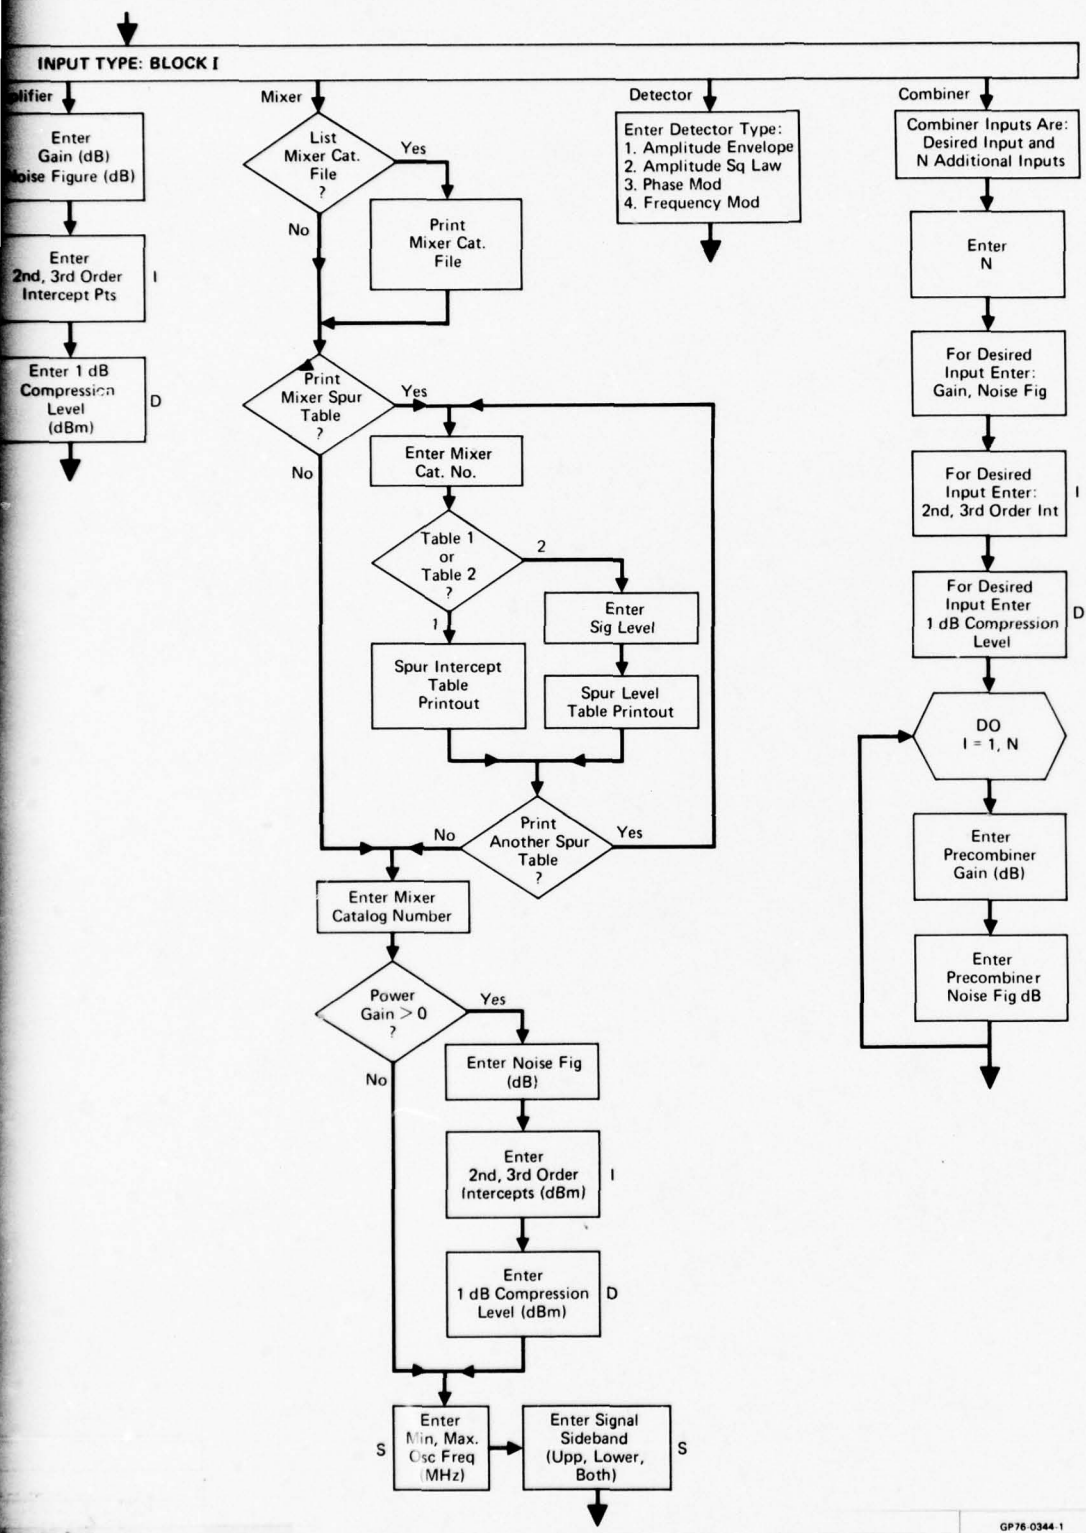 INPUT TYPE: BLOCK I
plifier
Enter
Gain (dB)
Noise Figure (dB)
Enter
2nd, 3rd Order
Intercept Pts
I
Enter 1 dB
Compression
Level
(dBm)
D
Mixer
List
Mixer Cat.
File
?
Yes
No
Print
Mixer Cat.
File
Print
Mixer Spur
Table
?
Yes
No
Enter Mixer
Cat. No.
Table 1
or
Table 2
?
2
1
Enter
Sig Level
Spur Intercept
Table
Printout
Spur Level
Table Printout
Print
Another Spur
Table
?
No
Yes
Enter Mixer
Catalog Number
Power
Gain > 0
?
Yes
No
Enter Noise Fig
(dB)
Enter
2nd, 3rd Order
Intercepts (dBm)
I
Enter
1 dB Compression
Level (dBm)
D
S
Enter
Min, Max.
Osc Freq
(MHz)
Enter Signal
Sideband
(Upp, Lower,
Both)
S
Detector
Enter Detector Type:
1. Amplitude Envelope
2. Amplitude Sq Law
3. Phase Mod
4. Frequency Mod
Combiner
Combiner Inputs Are:
Desired Input and
N Additional Inputs
Enter
N
For Desired
Input Enter:
Gain, Noise Fig
For Desired
Input Enter:
2nd, 3rd Order Int
I
For Desired
Input Enter
1 dB Compression
Level
D
DO
I = 1, N
Enter
Precombiner
Gain (dB)
Enter
Precombiner
Noise Fig dB
GP76-0344-1